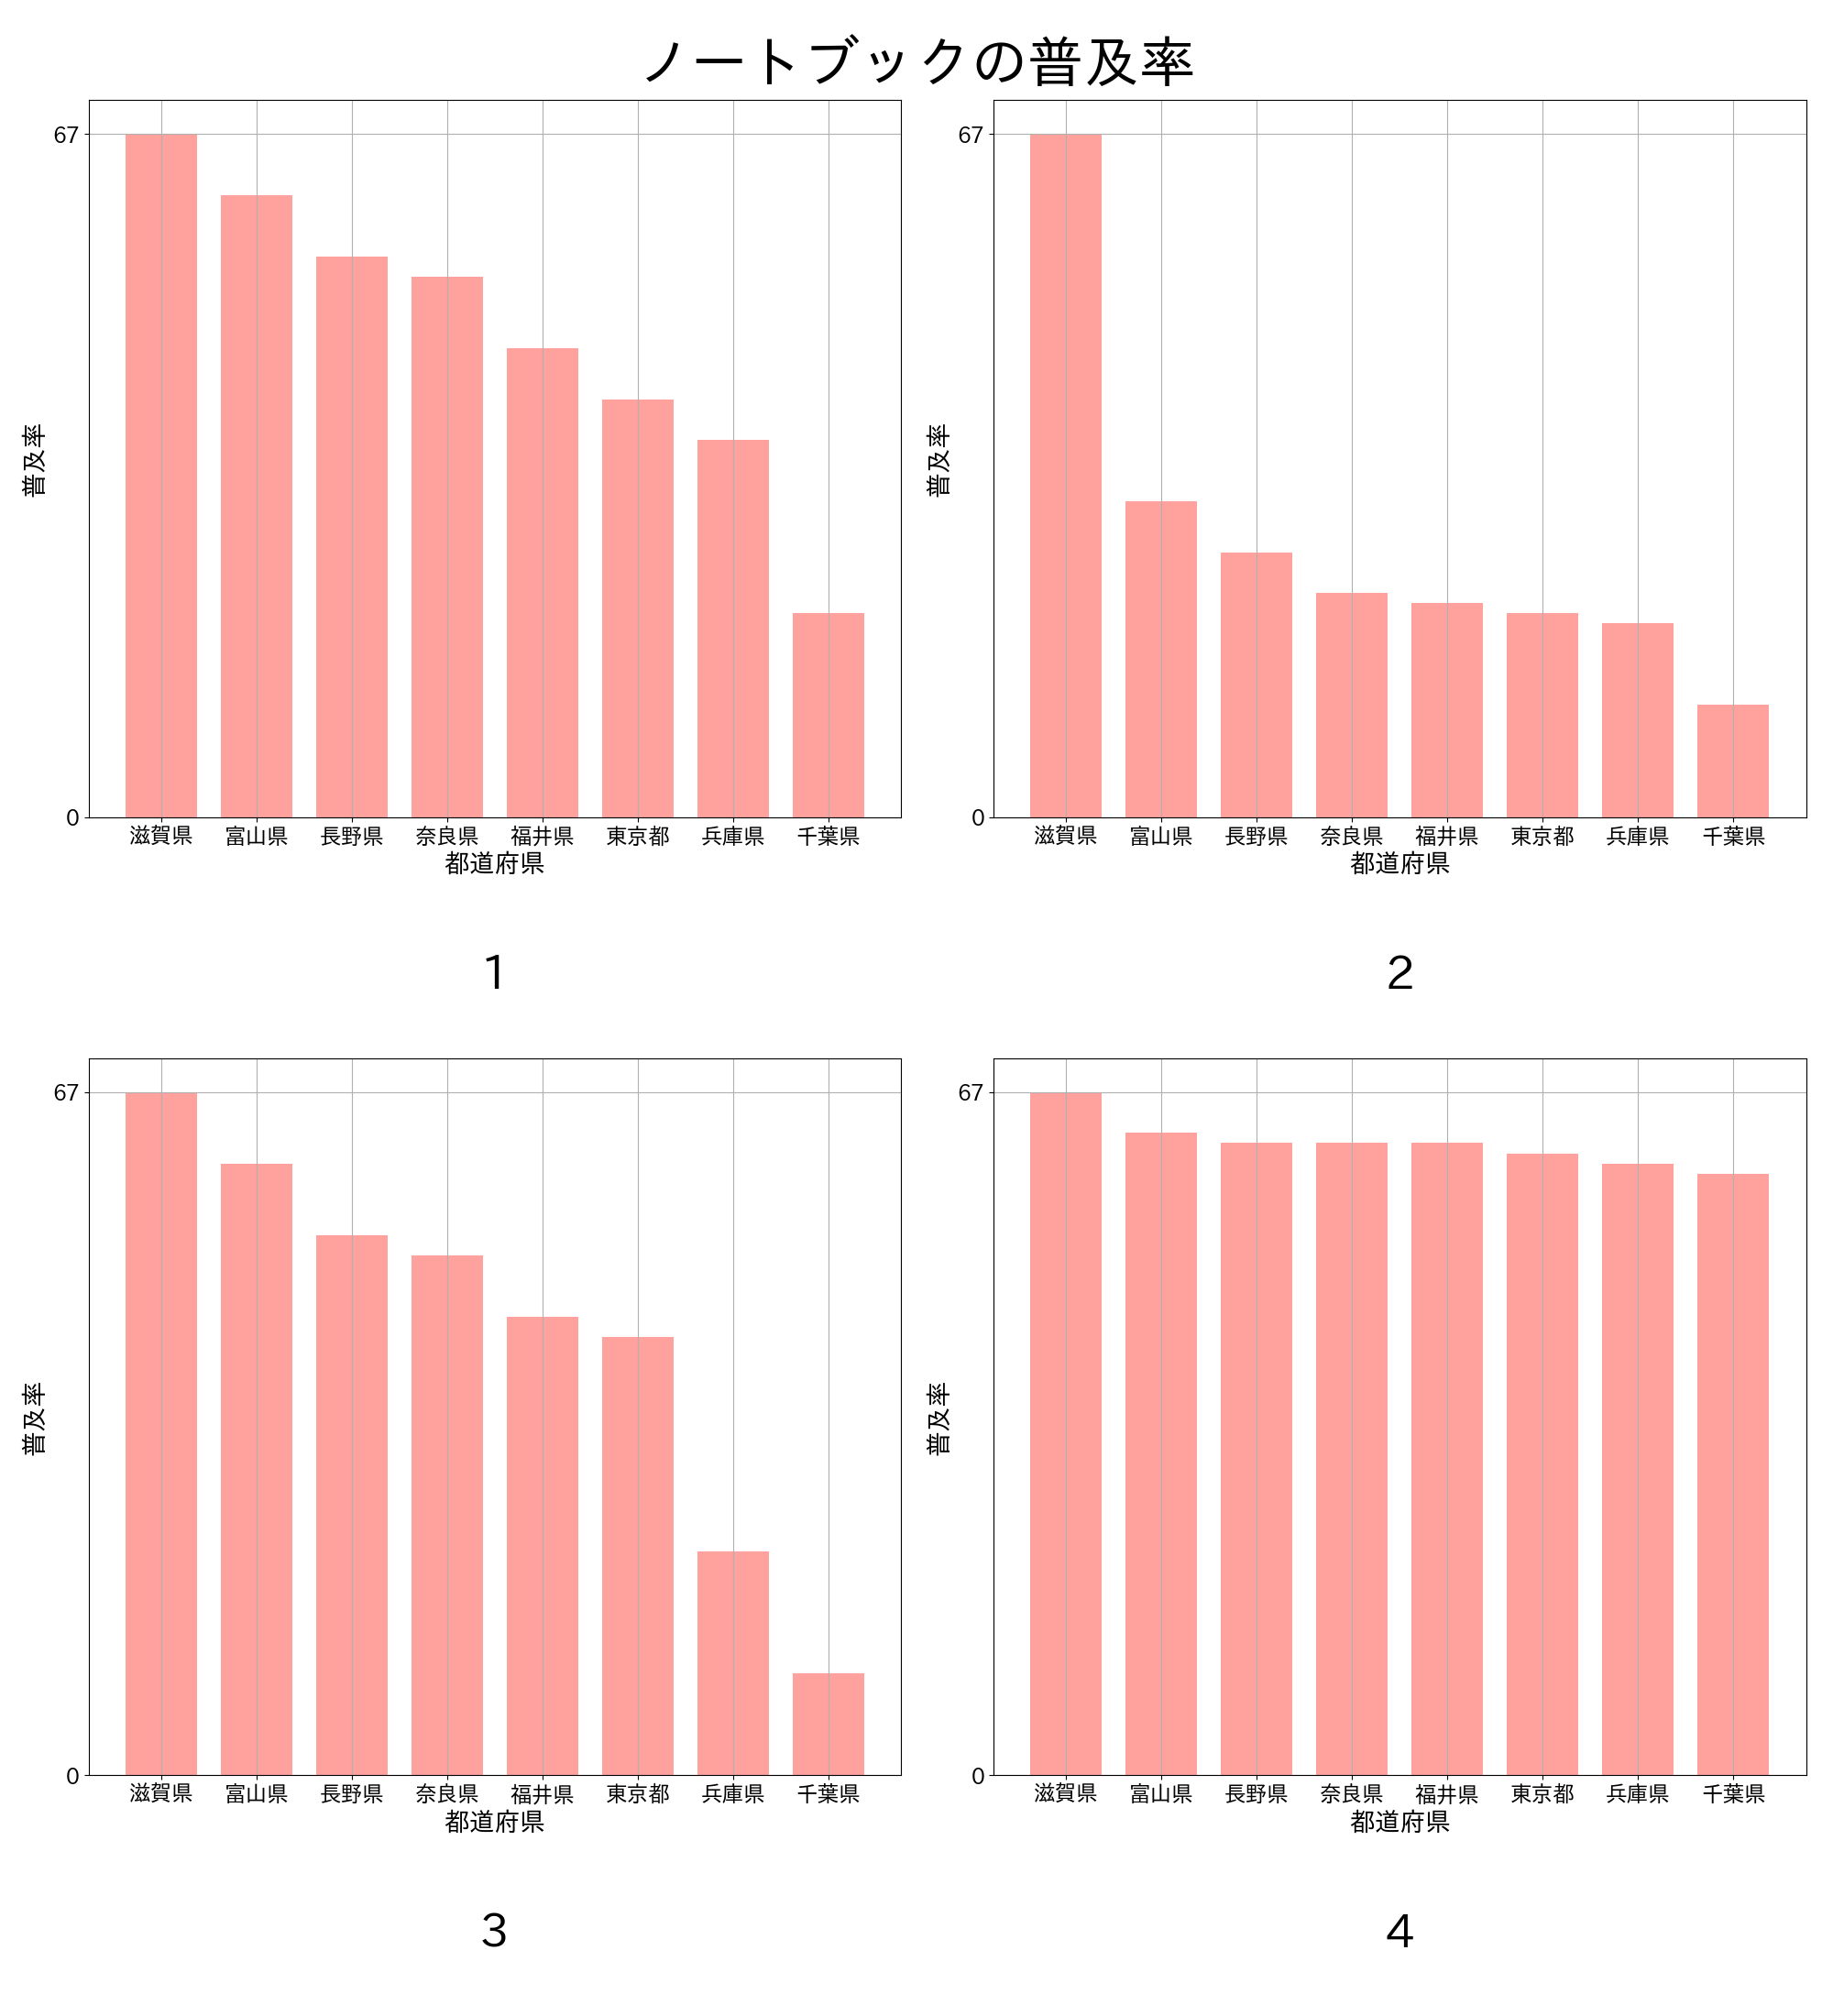 ノートブックの普及率
67
0
普及率
滋賀県 富山県 長野県 奈良県 福井県 東京都 兵庫県 千葉県
都道府県
1
67
0
普及率
滋賀県 富山県 長野県 奈良県 福井県 東京都 兵庫県 千葉県
都道府県
2
67
0
普及率
滋賀県 富山県 長野県 奈良県 福井県 東京都 兵庫県 千葉県
都道府県
3
67
0
普及率
滋賀県 富山県 長野県 奈良県 福井県 東京都 兵庫県 千葉県
都道府県
4